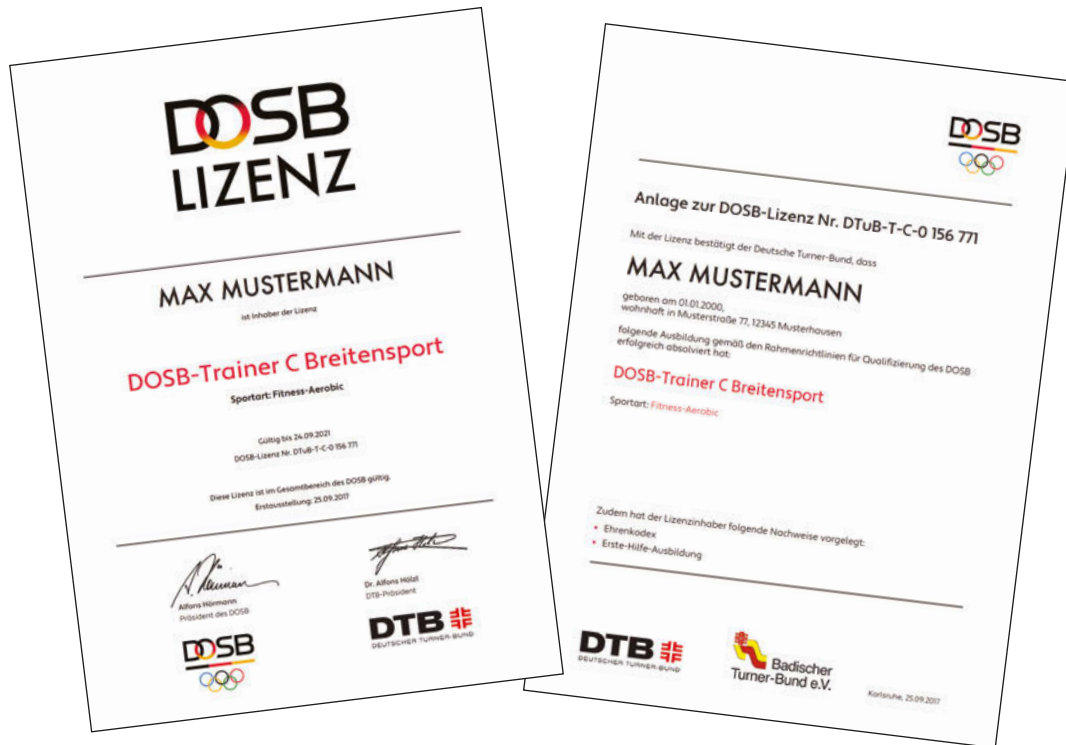 DOSB
LIZENZ
MAX MUSTERMANN
ist Inhaber der Lizenz
DOSB-Trainer C Breitensport
Sportart: Fitness-Aerobic
Gültig bis 24.09.2021
DOSB-Lizenz Nr. DTuB-T-C-0 156 771
Diese Lizenz ist im Gesamtbereich des DOSB gültig.
Erstausstellung: 25.09.2017
Alfons Hörmann
Präsident des DOSB
Dr. Alfons Hölzl
DTB-Präsident
DOSB
DTB
DEUTSCHER TURNER-BUND
DOSB
Anlage zur DOSB-Lizenz Nr. DTuB-T-C-0 156 771
Mit der Lizenz bestätigt der Deutsche Turner-Bund, dass
MAX MUSTERMANN
geboren am 01.01.2000,
wohnhaft in Musterstraße 77, 12345 Musterhausen
folgende Ausbildung gemäß den Rahmenrichtlinien für Qualifizierung des DOSB
erfolgreich absolviert hat:
DOSB-Trainer C Breitensport
Sportart: Fitness-Aerobic
Zudem hat der Lizenzinhaber folgende Nachweise vorgelegt:
• Ehrenkodex
• Erste-Hilfe-Ausbildung
DTB
DEUTSCHER TURNER-BUND
Badischer
Turner-Bund e.V.
Karlsruhe, 25.09.2017